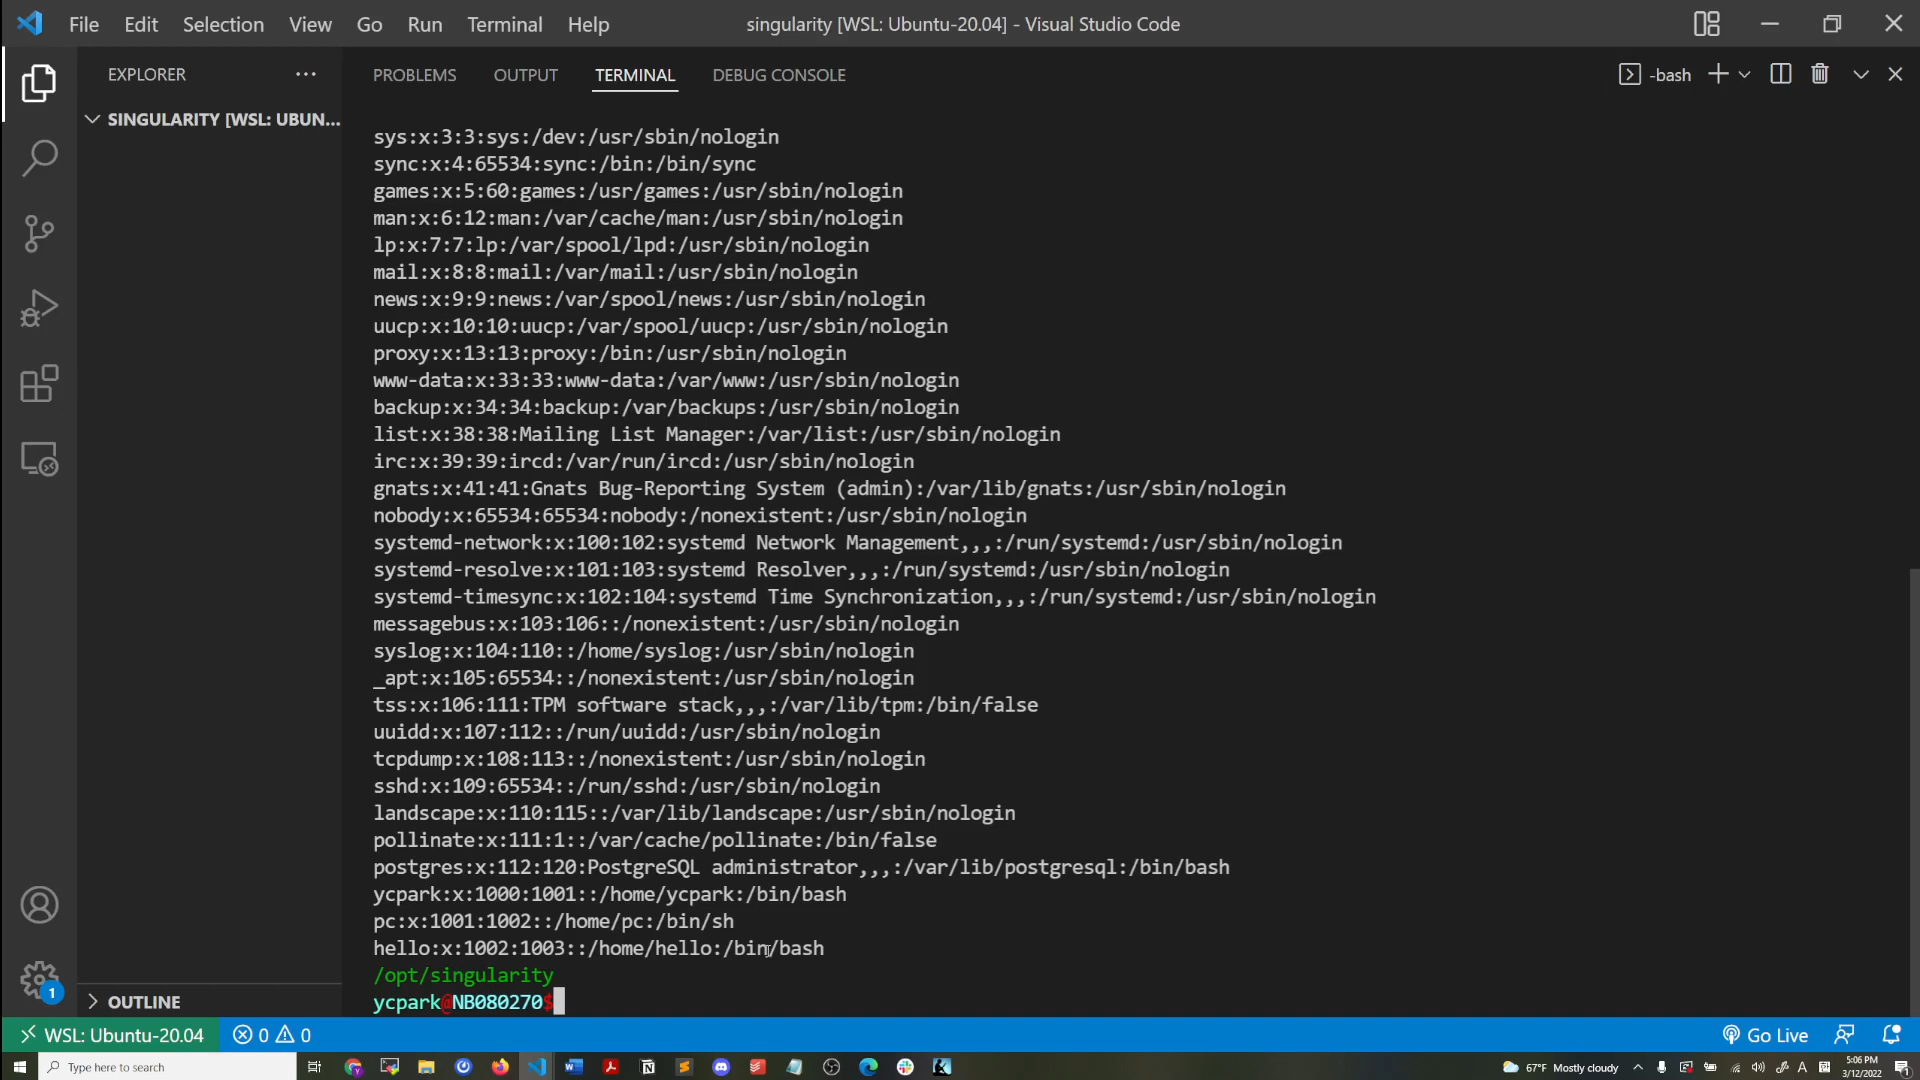 File Edit Selection View Go Run Terminal Help
singularity [WSL: Ubuntu-20.04] - Visual Studio Code
EXPLORER
PROBLEMS OUTPUT TERMINAL DEBUG CONSOLE
-bash
SINGULARITY [WSL: UBUN...
sys:x:3:3:sys:/dev:/usr/sbin/nologin
sync:x:4:65534:sync:/bin:/bin/sync
games:x:5:60:games:/usr/games:/usr/sbin/nologin
man:x:6:12:man:/var/cache/man:/usr/sbin/nologin
lp:x:7:7:lp:/var/spool/lpd:/usr/sbin/nologin
mail:x:8:8:mail:/var/mail:/usr/sbin/nologin
news:x:9:9:news:/var/spool/news:/usr/sbin/nologin
uucp:x:10:10:uucp:/var/spool/uucp:/usr/sbin/nologin
proxy:x:13:13:proxy:/bin:/usr/sbin/nologin
www-data:x:33:33:www-data:/var/www:/usr/sbin/nologin
backup:x:34:34:backup:/var/backups:/usr/sbin/nologin
list:x:38:38:Mailing List Manager:/var/list:/usr/sbin/nologin
irc:x:39:39:ircd:/var/run/ircd:/usr/sbin/nologin
gnats:x:41:41:Gnats Bug-Reporting System (admin):/var/lib/gnats:/usr/sbin/nologin
nobody:x:65534:65534:nobody:/nonexistent:/usr/sbin/nologin
systemd-network:x:100:102:systemd Network Management,,,:/run/systemd:/usr/sbin/nologin
systemd-resolve:x:101:103:systemd Resolver,,,:/run/systemd:/usr/sbin/nologin
systemd-timesync:x:102:104:systemd Time Synchronization,,,:/run/systemd:/usr/sbin/nologin
messagebus:x:103:106::/nonexistent:/usr/sbin/nologin
syslog:x:104:110::/home/syslog:/usr/sbin/nologin
_apt:x:105:65534::/nonexistent:/usr/sbin/nologin
tss:x:106:111:TPM software stack,,,:/var/lib/tpm:/bin/false
uuidd:x:107:112::/run/uuidd:/usr/sbin/nologin
tcpdump:x:108:113::/nonexistent:/usr/sbin/nologin
sshd:x:109:65534::/run/sshd:/usr/sbin/nologin
landscape:x:110:115::/var/lib/landscape:/usr/sbin/nologin
pollinate:x:111:1::/var/cache/pollinate:/bin/false
postgres:x:112:120:PostgreSQL administrator,,,:/var/lib/postgresql:/bin/bash
ycpark:x:1000:1001::/home/ycpark:/bin/bash
pc:x:1001:1002::/home/pc:/bin/sh
hello:x:1002:1003::/home/hello:/bin/bash
/opt/singularity
ycpark@NB080270$
1
OUTLINE
WSL: Ubuntu-20.04 0 0
Go Live
Type here to search
67°F Mostly cloudy
A
5:06 PM
3/12/2022